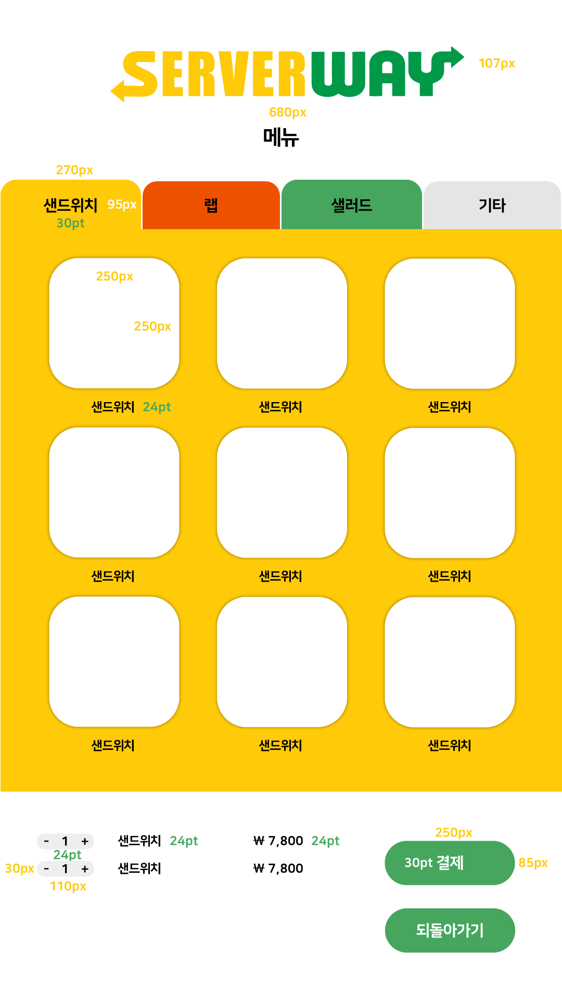 SERVERWAY
107px
680px
메뉴
270px
샌드위치 95px 랩 샐러드 기타
30pt
250px
250px
샌드위치 24pt 샌드위치 샌드위치
샌드위치 샌드위치 샌드위치
샌드위치 샌드위치 샌드위치
- 1 + 샌드위치 24pt ₩ 7,800 24pt
24pt
30px - 1 + 샌드위치 ₩ 7,800
110px
250px
30pt 결제 85px
되돌아가기